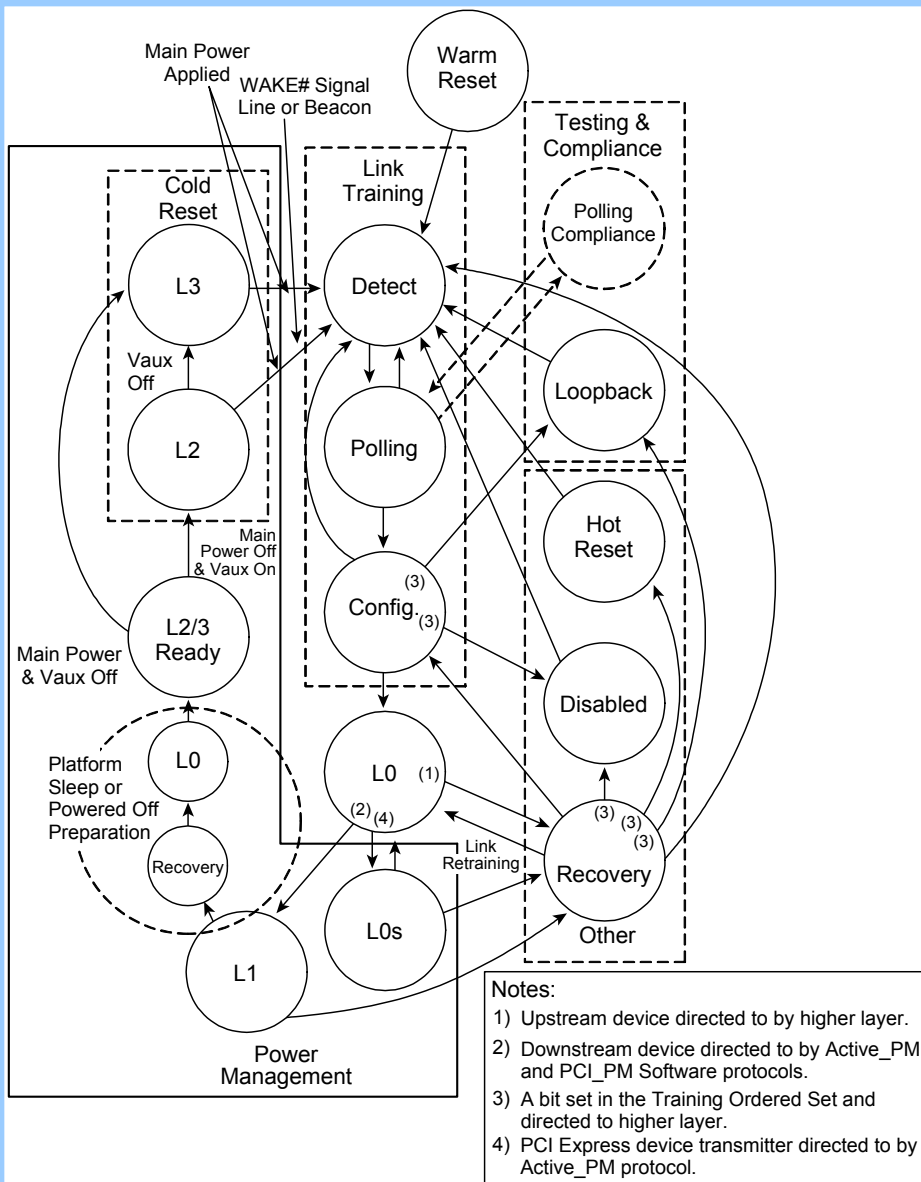 Main Power
Applied
WAKE# Signal
Line or Beacon
Warm
Reset
Testing &
Compliance
Polling
Compliance
Link
Training
Cold
Reset
L3
Detect
Vaux
Off
Loopback
L2
Polling
Main
Power Off
& Vaux On
Hot
Reset
Config.
(3)
(3)
L2/3
Ready
Main Power
& Vaux Off
Disabled
L0
Platform
Sleep or
Powered Off
Preparation
L0
(1)
(2)
(4)
(3)
(3)
(3)
Link
Retraining
Recovery
Recovery
Other
L0s
L1
Power
Management
Notes:
1) Upstream device directed to by higher layer.
2) Downstream device directed to by Active_PM
and PCI_PM Software protocols.
3) A bit set in the Training Ordered Set and
directed to higher layer.
4) PCI Express device transmitter directed to by
Active_PM protocol.